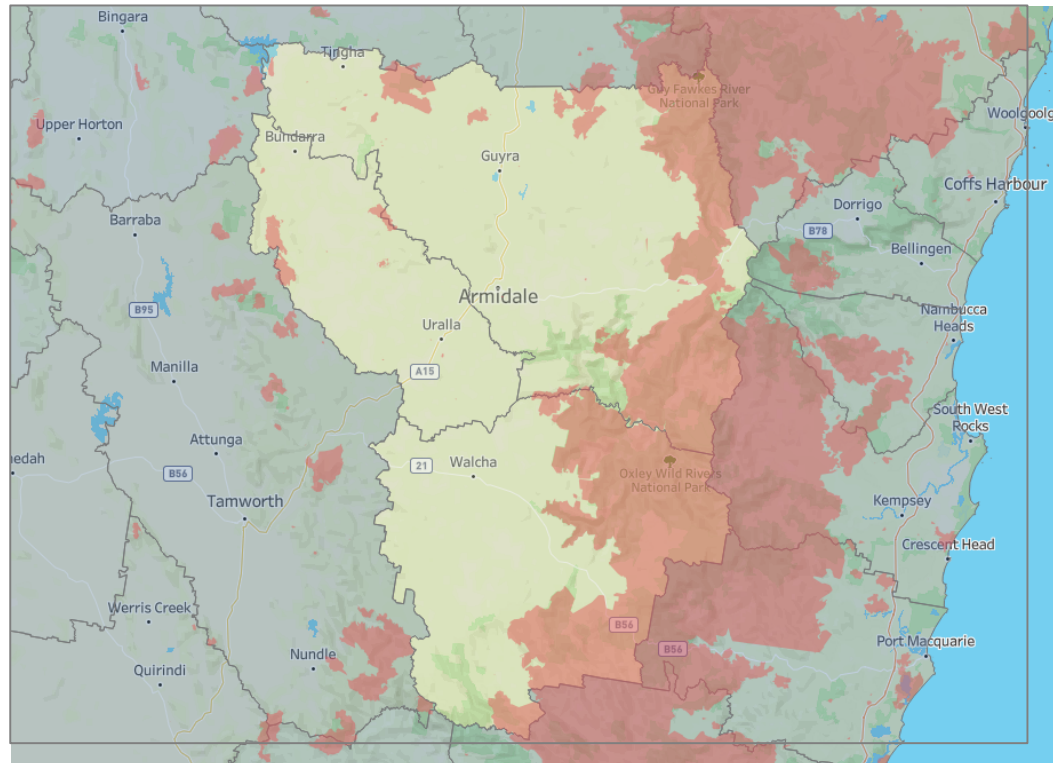 Bingara
Tingha
Guy Fawkes River
National Park
Upper Horton
Woolgoolg
Bundarra
Guyra
Coffs Harbour
Dorrigo
Barraba
B78
Bellingen
Armidale
B95
Nambucca
Heads
Uralla
A15
Manilla
South West
Rocks
Attunga
nedah
B56
21
Walcha
Oxley Wild Rivers
National Park
Tamworth
Kempsey
Crescent Head
Werris Creek
B56
B56
Port Macquarie
Nundle
Quirindi